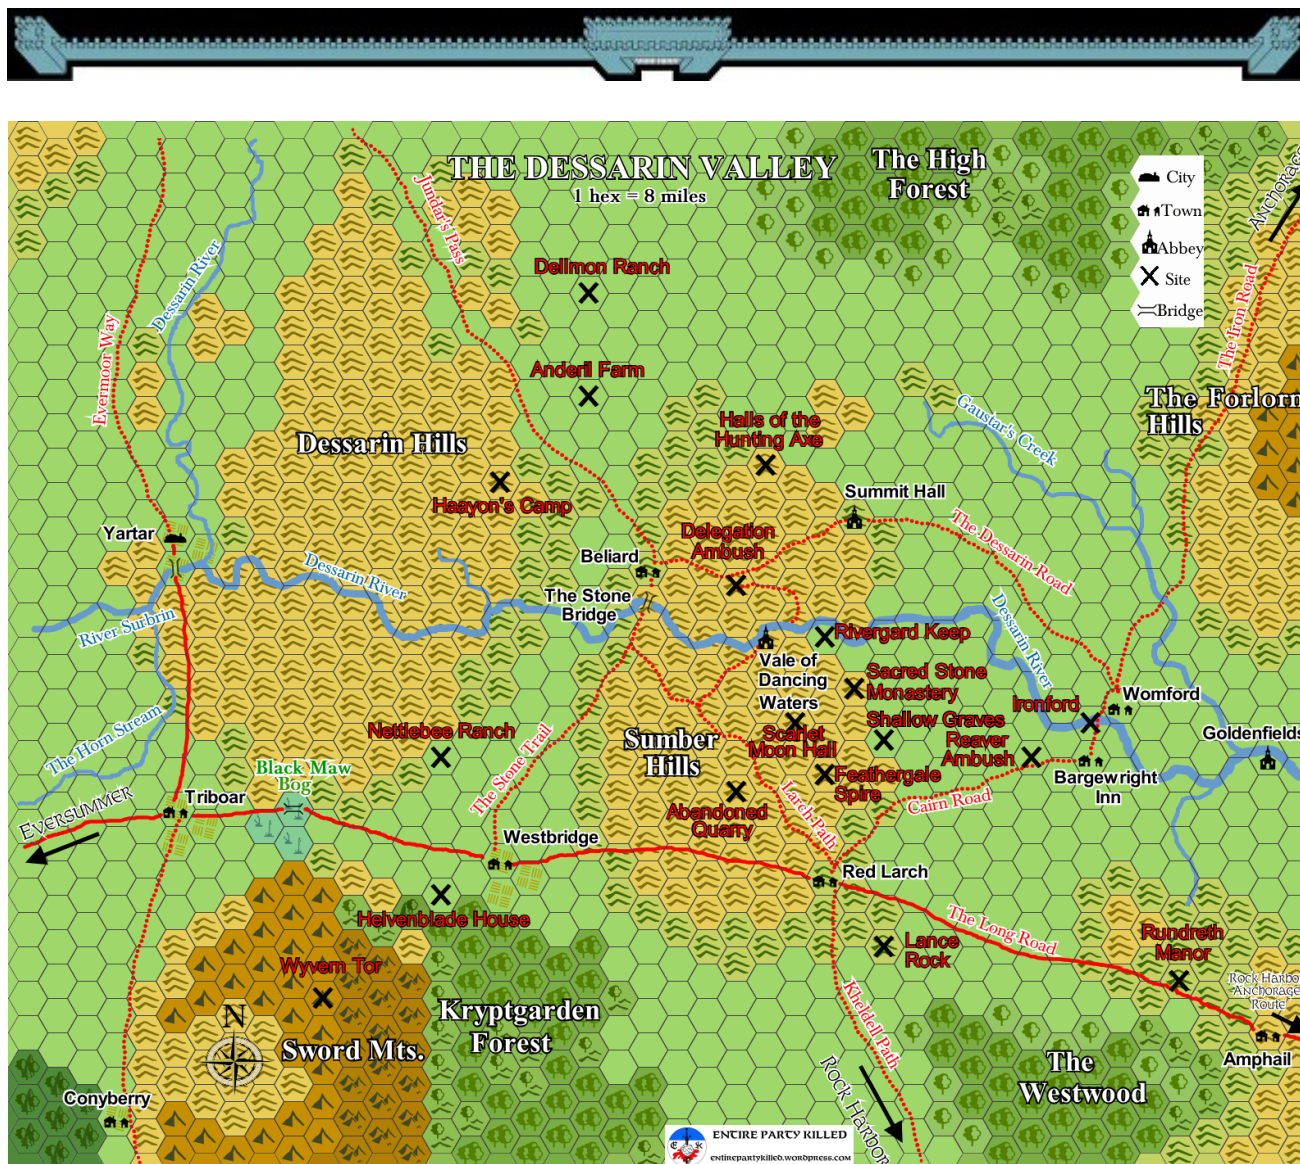 THE DESSARIN VALLEY
1 hex = 8 miles
The High
Forest
City
Town
Abbey
Site
Bridge
ANCHORAGE
Jundar's Pass
Dessarin River
Evermoor Way
The Iron Road
Dellmon Ranch
Anderil Farm
The Forlorn
Hills
Gaustar's Creek
Halls of the
Hunting Axe
Dessarin Hills
Haayon's Camp
Summit Hall
The Dessarin Road
Yartar
Delegation
Ambush
Beliard
Dessarin River
The Stone
Bridge
River Surbrin
Dessarin River
Rivergard Keep
Vale of
Dancing
Waters
Sacred Stone
Monastery
Ironford
Womford
The Horn Stream
Nettlebee Ranch
Shallow Graves
Scarlet
Moon Hall
Reaver
Ambush
Goldenfields
Sumber
Hills
Black Maw
Bog
The Stone Trail
Feathergale
Spire
Bargewright
Inn
Cairn Road
Larch Path
Abandoned
Quarry
EVERSUMMER
Triboar
Westbridge
Red Larch
Helvenblade House
The Long Road
Lance
Rock
Rundreth
Manor
Wyvern Tor
Rock Harbor
Anchorage
Route
Kheldell Path
N
Kryptgarden
Forest
Sword Mts.
The
Westwood
Amphail
Rock Harbor
Conyberry
E K
ENTIRE PARTY KILLED
entirepartykilled.wordpress.com